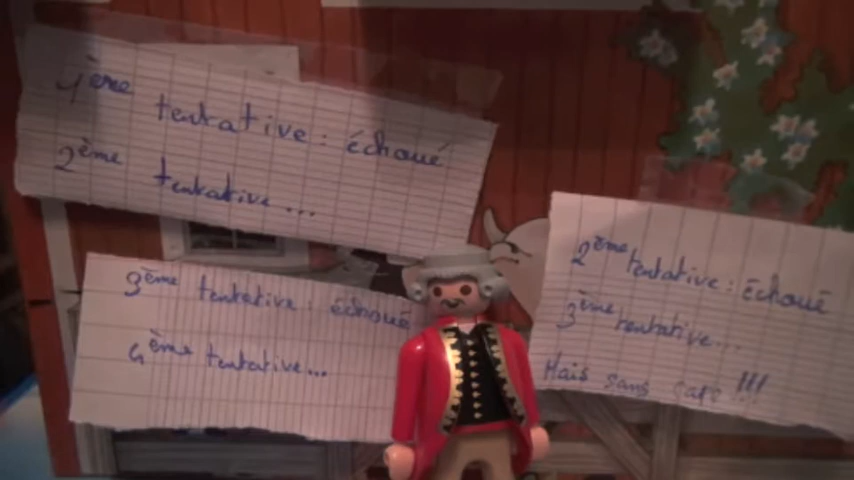 1ème tentative : échoué
2ème tentative...
2ème tentative : échoué
3ème tentative...
Mais sans café !!!
3ème tentative : échoué
4ème tentative...